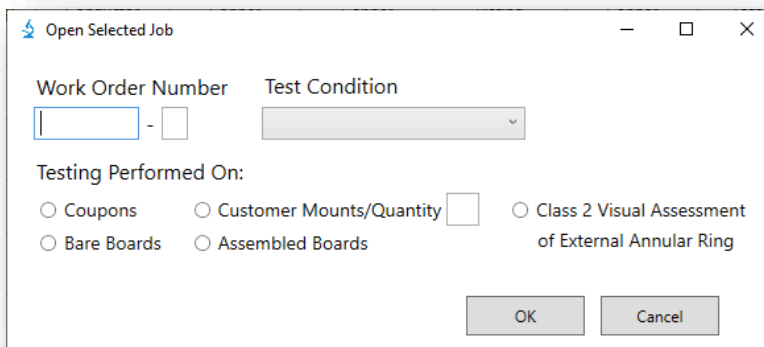 Open Selected Job
Work Order Number
Test Condition
-
Testing Performed On:
Coupons
Customer Mounts/Quantity
Class 2 Visual Assessment
of External Annular Ring
Bare Boards
Assembled Boards
OK
Cancel